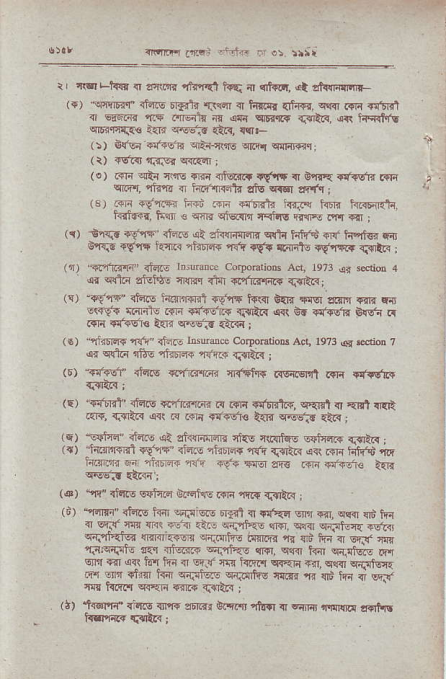 ৬১৫৮
বাংলাদেশ গেজেট অতিরিক্ত মে ৩১, ১৯৯২
২। সংজ্ঞা।—বিষয় বা প্রসংগের পরিপন্থী কিছু না থাকিলে, এই প্রবিধানমালায়—
(ক) “অসদাচরণ” বলিতে চাকুরীর শৃংখলা বা নিয়মের হানিকর, অথবা কোন কর্মচারী
বা ভদ্রজনের পক্ষে শোভনীয় নয় এমন আচরণকে বুঝাইবে, এবং নিম্নবর্ণিত
আচরণসমূহও ইহার অন্তর্ভুক্ত হইবে, যথাঃ—
(১) ঊর্ধ্বতন কর্মকর্তার আইন-সংগত আদেশ অমান্যকরণ;
(২) কর্তব্যে গুরুতর অবহেলা;
(৩) কোন আইন সংগত কারন ব্যতিরেকে কর্তৃপক্ষ বা উপরস্থ কর্মকর্তার কোন
আদেশ, পরিপত্র বা নির্দেশাবলীর প্রতি অবজ্ঞা প্রদর্শণ;
(৪) কোন কর্তৃপক্ষের নিকট কোন কর্মচারীর বিরুদ্ধে বিচার বিবেচনাহীন,
বিরক্তিকর, মিথ্যা ও অসার অভিযোগ সম্বলিত দরখাস্ত পেশ করা;
(খ) “উপযুক্ত কর্তৃপক্ষ” বলিতে এই প্রবিধানমালার অধীন নির্দিষ্ট কার্য নিষ্পত্তির জন্য
উপযুক্ত কর্তৃপক্ষ হিসাবে পরিচালক পর্ষদ কর্তৃক মনোনীত কর্তৃপক্ষকে বুঝাইবে;
(গ) “কর্পোরেশন” বলিতে Insurance Corporations Act, 1973 এর section 4
এর অধীনে প্রতিষ্ঠিত সাধারণ বীমা কর্পোরেশনকে বুঝাইবে;
(ঘ) “কর্তৃপক্ষ” বলিতে নিয়োগকারী কর্তৃপক্ষ কিংবা উহার ক্ষমতা প্রয়োগ করার জন্য
তৎকর্তৃক মনোনীত কোন কর্মকর্তাকে বুঝাইবে এবং উক্ত কর্মকর্তার ঊর্ধ্বতন যে
কোন কর্মকর্তাও ইহার অন্তর্ভুক্ত হইবেন;
(ঙ) “পরিচালক পর্ষদ” বলিতে Insurance Corporations Act, 1973 এর section 7
এর অধীনে গঠিত পরিচালক পর্ষদকে বুঝাইবে;
(চ) “কর্মকর্তা” বলিতে কর্পোরেশনের সার্বক্ষণিক বেতনভোগী কোন কর্মকর্তাকে
বুঝাইবে;
(ছ) “কর্মচারী” বলিতে কর্পোরেশনের যে কোন কর্মচারীকে, অস্থায়ী বা স্থায়ী যাহাই
হোক, বুঝাইবে এবং যে কোন কর্মকর্তাও ইহার অন্তর্ভুক্ত হইবে;
(জ) “তফসিল” বলিতে এই প্রবিধানমালার সহিত সংযোজিত তফসিলকে বুঝাইবে;
(ঝ) “নিয়োগকারী কর্তৃপক্ষ” বলিতে পরিচালক পর্ষদ বুঝাইবে এবং কোন নির্দিষ্ট পদে
নিয়োগের জন্য পরিচালক পর্ষদ কর্তৃক ক্ষমতা প্রদত্ত কোন কর্মকর্তাও ইহার
অন্তর্ভুক্ত হইবেন;
(ঞ) “পদ” বলিতে তফসিলে উল্লেখিত কোন পদকে বুঝাইবে;
(ট) “পলায়ন” বলিতে বিনা অনুমতিতে চাকুরী বা কর্মস্থল ত্যাগ করা, অথবা ষাট দিন
বা তদূর্ধ্ব সময় যাবৎ কর্তব্য হইতে অনুপস্থিত থাকা, অথবা অনুমতিসহ কর্তব্যে
অনুপস্থিতির ধারাবাহিকতায় অনুমোদিত মেয়াদের পর ষাট দিন বা তদূর্ধ্ব সময়
পুনঃঅনুমতি গ্রহণ ব্যতিরেকে অনুপস্থিত থাকা, অথবা বিনা অনুমতিতে দেশ
ত্যাগ করা এবং ত্রিশ দিন বা তদূর্ধ্ব সময় বিদেশে অবস্থান করা, অথবা অনুমতিসহ
দেশ ত্যাগ করিয়া বিনা অনুমতিতে অনুমোদিত সময়ের পর ষাট দিন বা তদূর্ধ্ব
সময় বিদেশে অবস্থান করাকে বুঝাইবে;
(ঠ) “বিজ্ঞাপন” বলিতে ব্যাপক প্রচারের উদ্দেশ্যে পত্রিকা বা অন্যান্য গণমাধ্যমে প্রকাশিত
বিজ্ঞাপনকে বুঝাইবে;